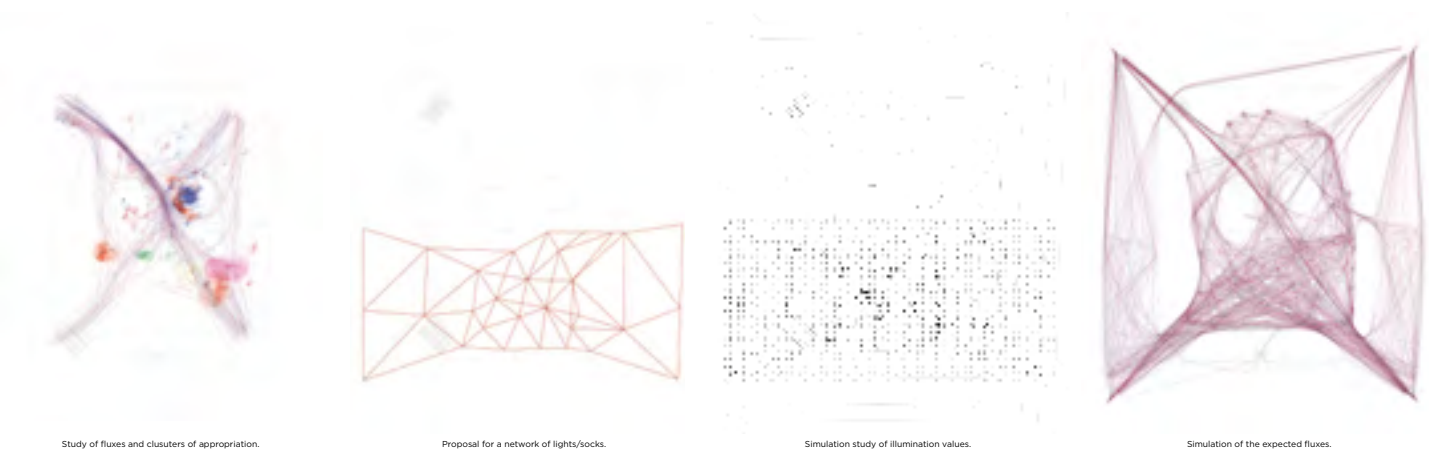 Study of fluxes and clusuters of appropriation.
Proposal for a network of lights/socks.
Simulation study of illumination values.
Simulation of the expected fluxes.